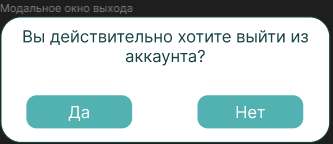 Модальное окно выхода
Вы действительно хотите выйти из
аккаунта?
Да Нет